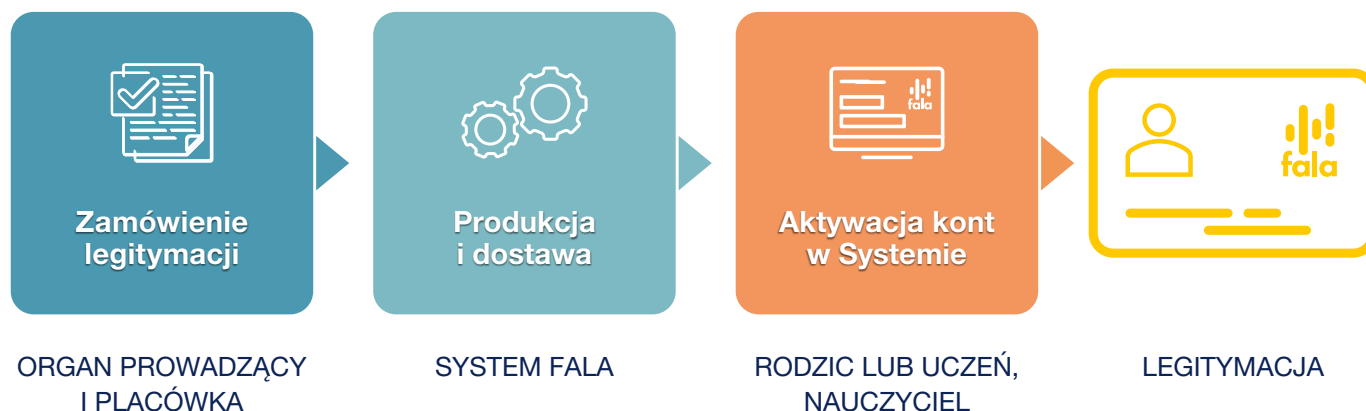 fala
Zamówienie
legitymacji
Produkcja
i dostawa
Aktywacja kont
w Systemie
fala
ORGAN PROWADZĄCY
I PLACÓWKA
SYSTEM FALA
RODZIC LUB UCZEŃ,
NAUCZYCIEL
LEGITYMACJA